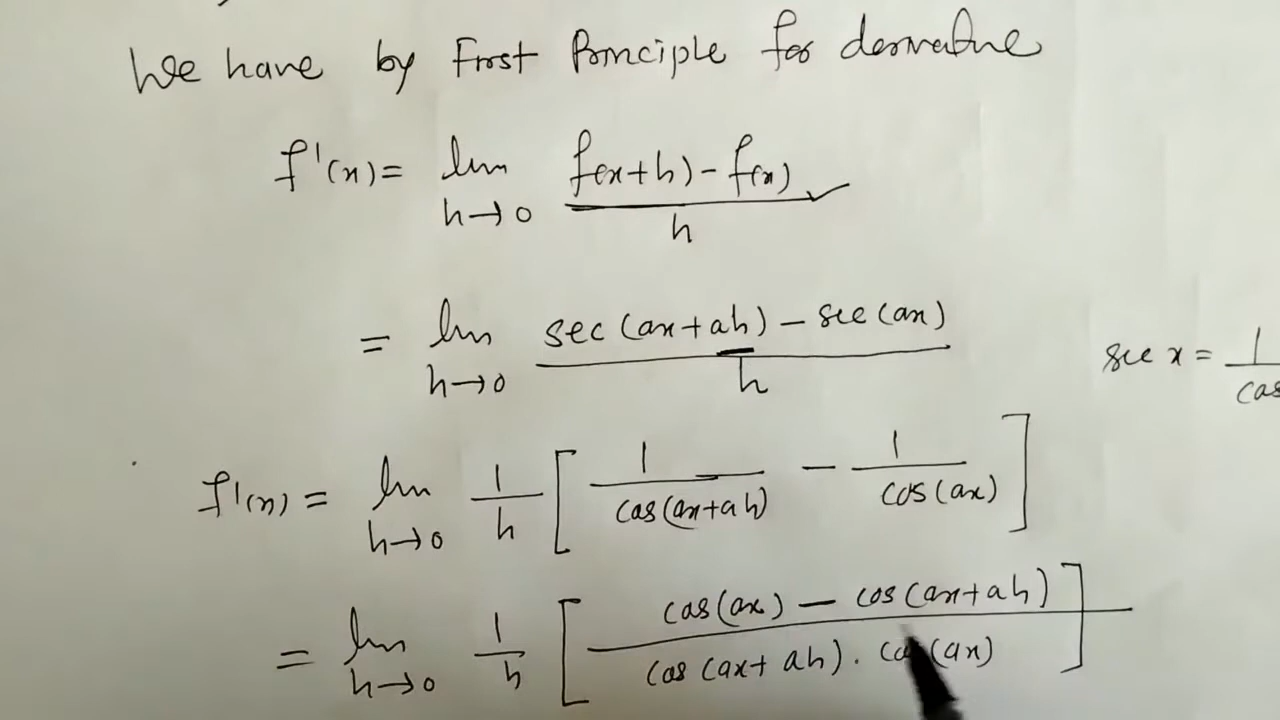 We have by First Principle for derivative
f'(x) = lim h→0 f(x+h) - f(x) / h
= lim h→0 sec(ax+ah) - sec(ax) / h
sec x = 1 /
f'(x) = lim h→0 1/h [ 1 / cos(ax+ah) - 1 / cos(ax) ]
= lim h→0 1/h [ cos(ax) - cos(ax+ah) / cos(ax+ah) . cos(ax) ]